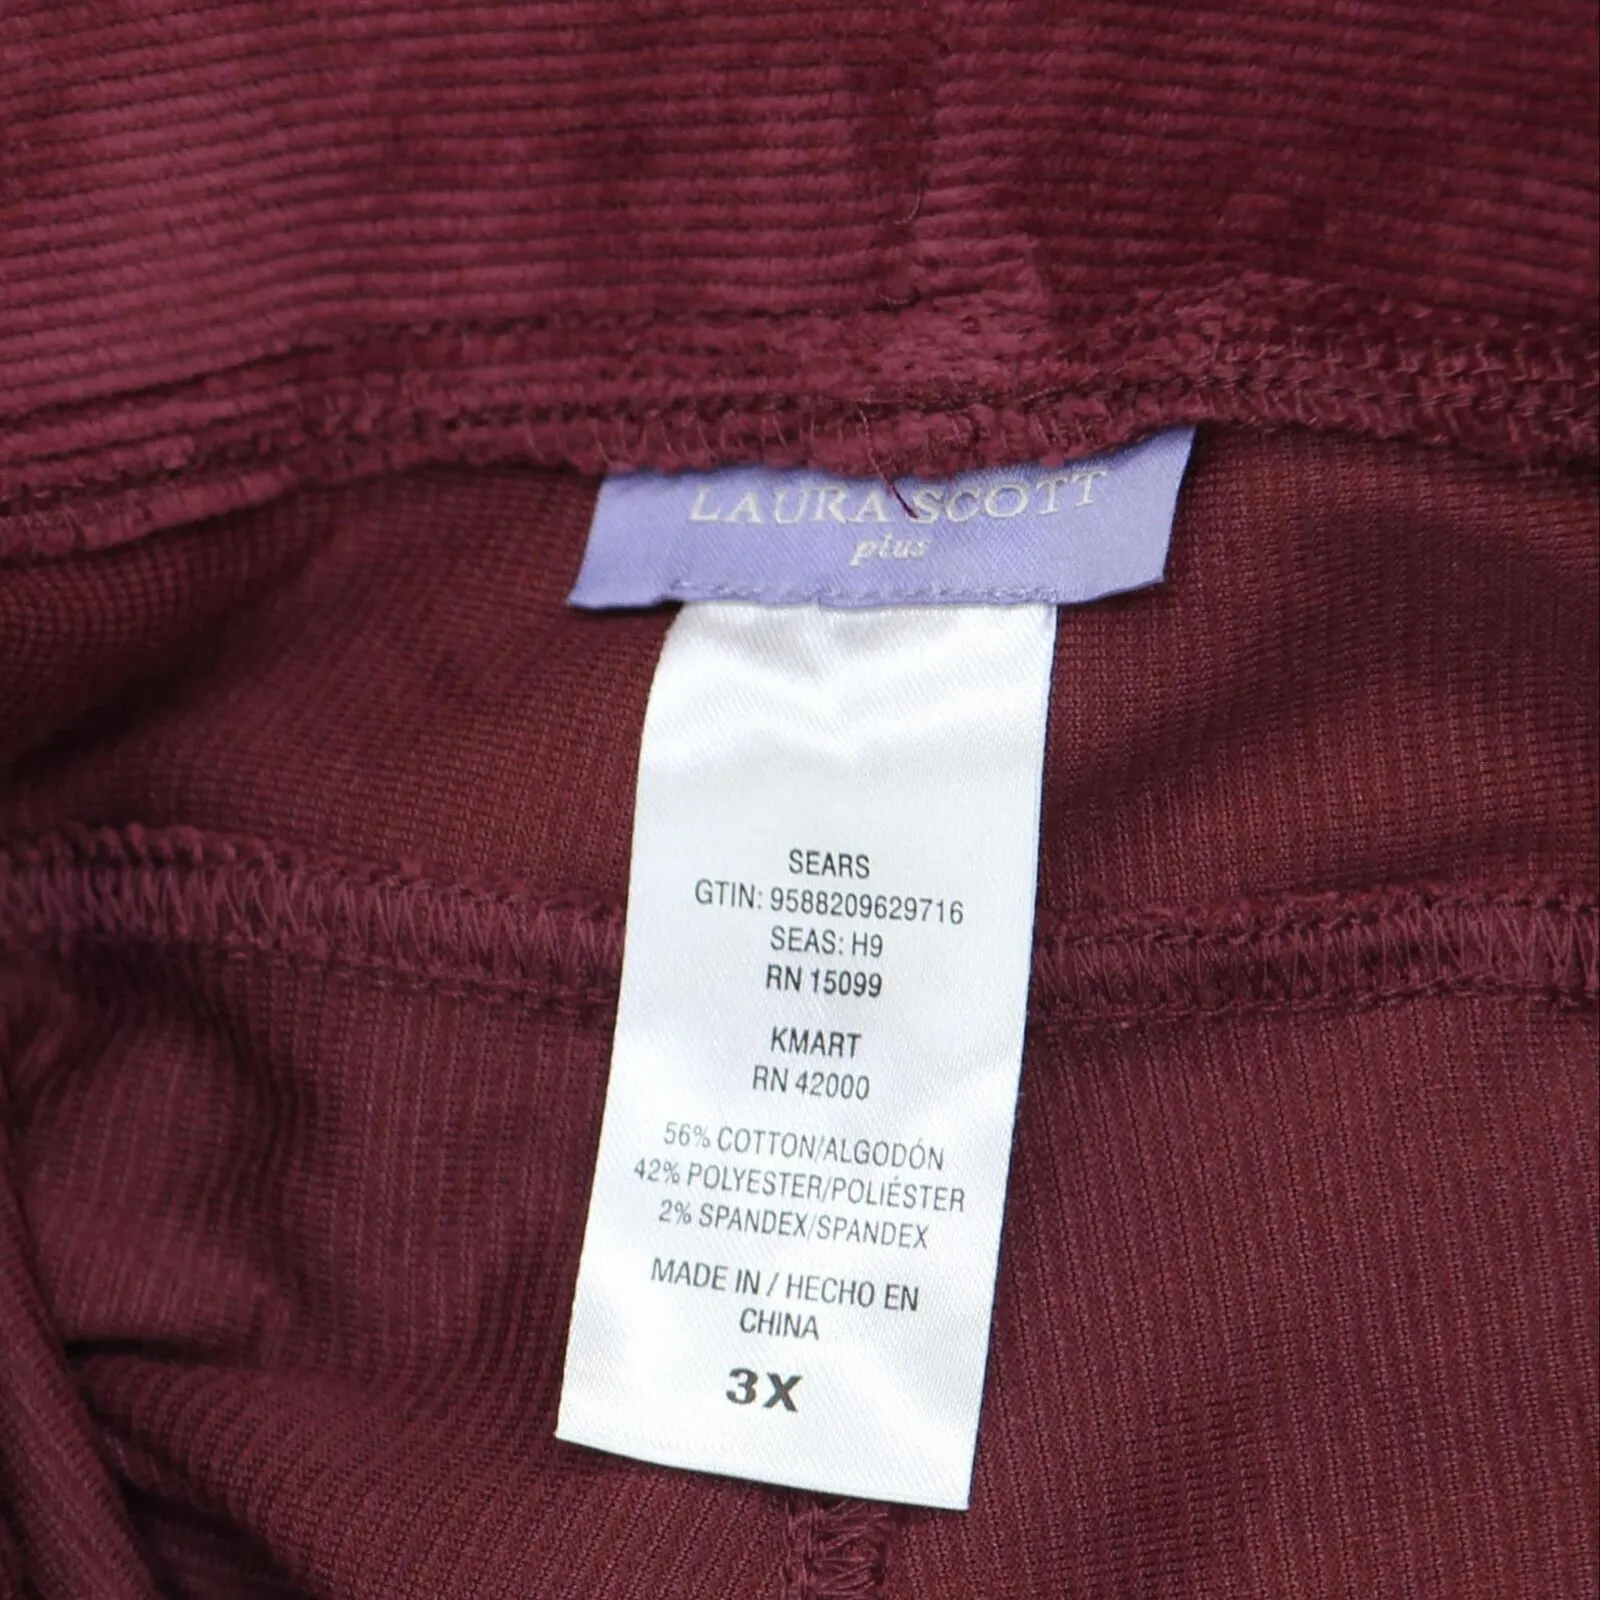 LAURA SCOTT
plus
SEARS
GTIN: 9588209629716
SEAS: H9
RN 15099
KMART
RN 42000
56% COTTON/ALGODÓN
42% POLYESTER/POLIÉSTER
2% SPANDEX/SPANDEX
MADE IN / HECHO EN
CHINA
3X